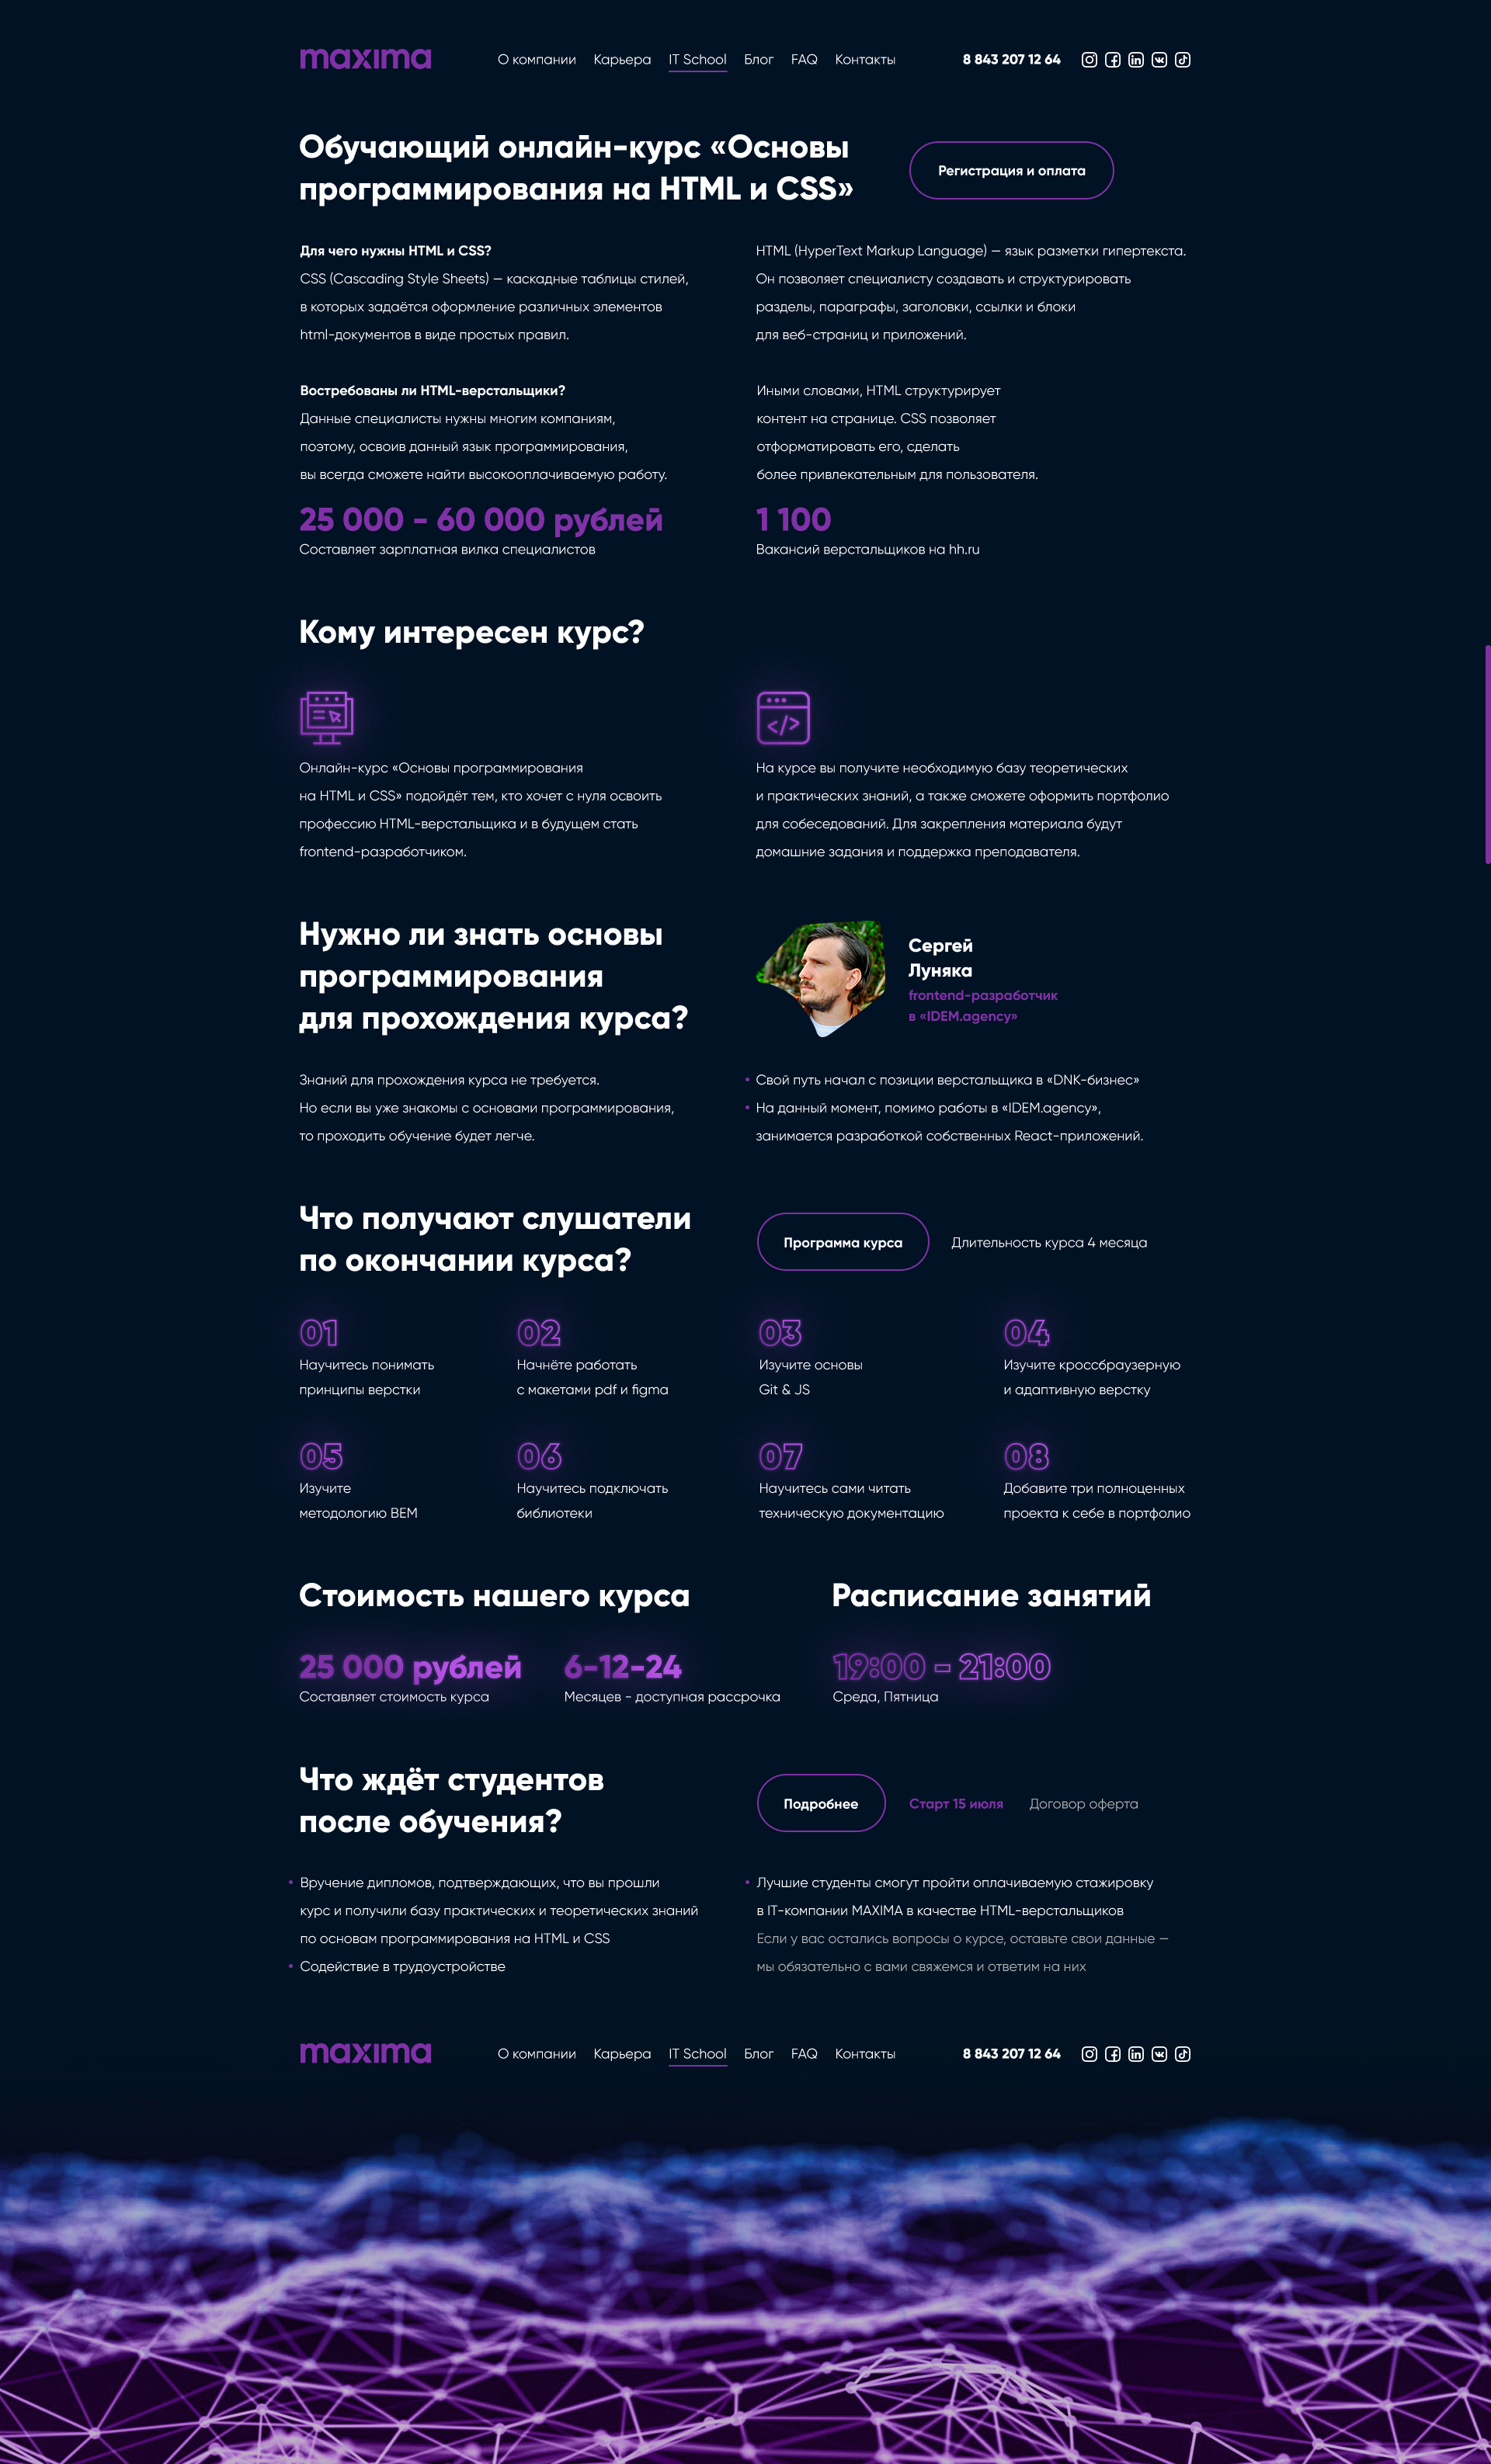 maxima
О компании Карьера IT School Блог FAQ Контакты
8 843 207 12 64
Обучающий онлайн-курс «Основы
программирования на HTML и CSS»
Регистрация и оплата
Для чего нужны HTML и CSS?
CSS (Cascading Style Sheets) — каскадные таблицы стилей,
в которых задаётся оформление различных элементов
html-документов в виде простых правил.
HTML (HyperText Markup Language) — язык разметки гипертекста.
Он позволяет специалисту создавать и структурировать
разделы, параграфы, заголовки, ссылки и блоки
для веб-страниц и приложений.
Востребованы ли HTML-верстальщики?
Данные специалисты нужны многим компаниям,
поэтому, освоив данный язык программирования,
вы всегда сможете найти высокооплачиваемую работу.
Иными словами, HTML структурирует
контент на странице. CSS позволяет
отформатировать его, сделать
более привлекательным для пользователя.
25 000 - 60 000 рублей
Составляет зарплатная вилка специалистов
1 100
Вакансий верстальщиков на hh.ru
Кому интересен курс?
Онлайн-курс «Основы программирования
на HTML и CSS» подойдёт тем, кто хочет с нуля освоить
профессию HTML-верстальщика и в будущем стать
frontend-разработчиком.
На курсе вы получите необходимую базу теоретических
и практических знаний, а также сможете оформить портфолио
для собеседований. Для закрепления материала будут
домашние задания и поддержка преподавателя.
Нужно ли знать основы
программирования
для прохождения курса?
Сергей
Луняка
frontend-разработчик
в «IDEM.agency»
Знаний для прохождения курса не требуется.
Но если вы уже знакомы с основами программирования,
то проходить обучение будет легче.
• Свой путь начал с позиции верстальщика в «DNK-бизнес»
• На данный момент, помимо работы в «IDEM.agency»,
занимается разработкой собственных React-приложений.
Что получают слушатели
по окончании курса?
Программа курса
Длительность курса 4 месяца
01
Научитесь понимать
принципы верстки
02
Начнёте работать
с макетами pdf и figma
03
Изучите основы
Git & JS
04
Изучите кроссбраузерную
и адаптивную верстку
05
Изучите
методологию BEM
06
Научитесь подключать
библиотеки
07
Научитесь сами читать
техническую документацию
08
Добавите три полноценных
проекта к себе в портфолио
Стоимость нашего курса
25 000 рублей
Составляет стоимость курса
6-12-24
Месяцев - доступная рассрочка
Расписание занятий
19:00 - 21:00
Среда, Пятница
Что ждёт студентов
после обучения?
Подробнее
Старт 15 июля
Договор оферта
• Вручение дипломов, подтверждающих, что вы прошли
курс и получили базу практических и теоретических знаний
по основам программирования на HTML и CSS
• Содействие в трудоустройстве
• Лучшие студенты смогут пройти оплачиваемую стажировку
в IT-компании MAXIMA в качестве HTML-верстальщиков
Если у вас остались вопросы о курсе, оставьте свои данные —
мы обязательно с вами свяжемся и ответим на них
maxima
О компании Карьера IT School Блог FAQ Контакты
8 843 207 12 64